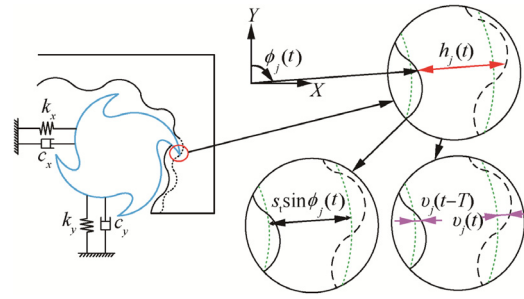 Y
ϕ_j(t)
X
h_j(t)
k_x
c_x
k_y
c_y
s_t sinϕ_j(t)
υ_j(t−T)
υ_j(t)